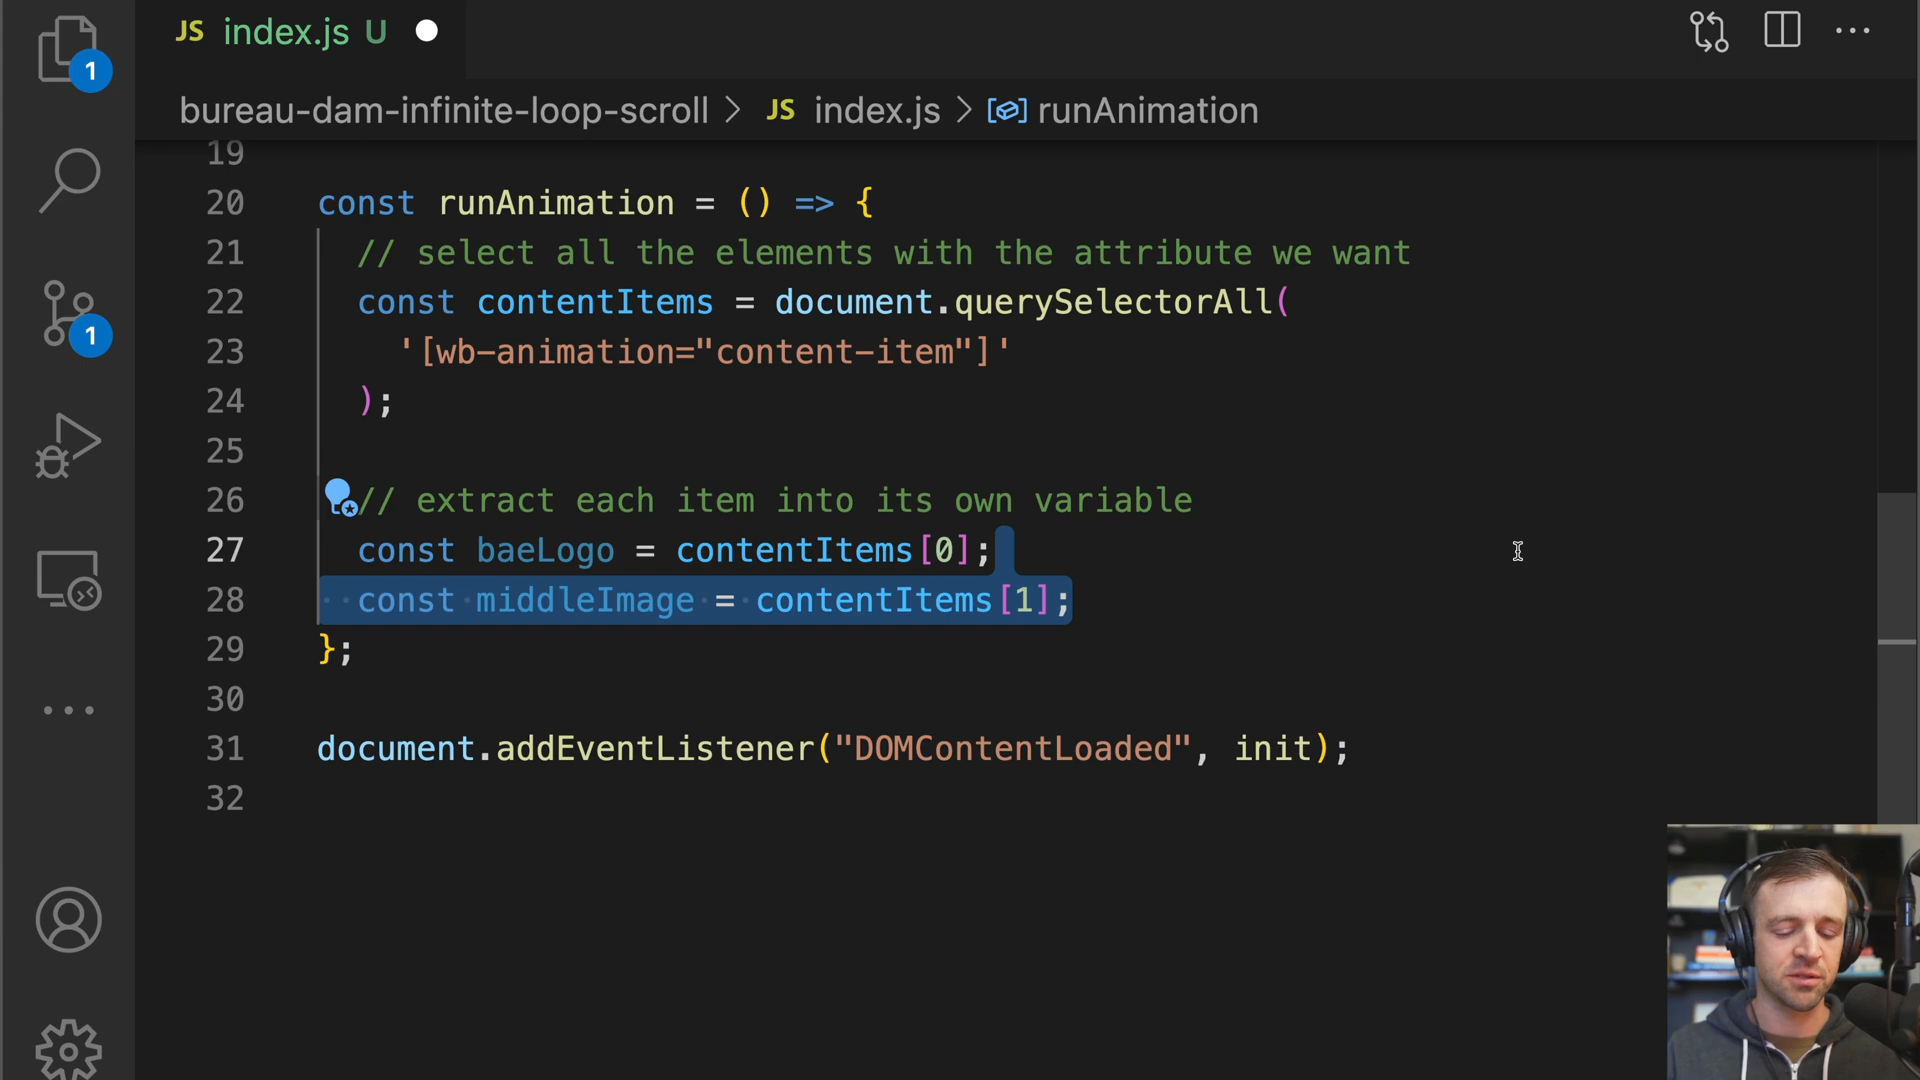 JS index.js U
1
bureau-dam-infinite-loop-scroll > JS index.js > runAnimation
19
20 const runAnimation = () => {
21 // select all the elements with the attribute we want
22 const contentItems = document.querySelectorAll(
23 '[wb-animation="content-item"]'
24 );
25
26 // extract each item into its own variable
27 const baeLogo = contentItems[0];
28 const middleImage = contentItems[1];
29 };
30
31 document.addEventListener("DOMContentLoaded", init);
32
1